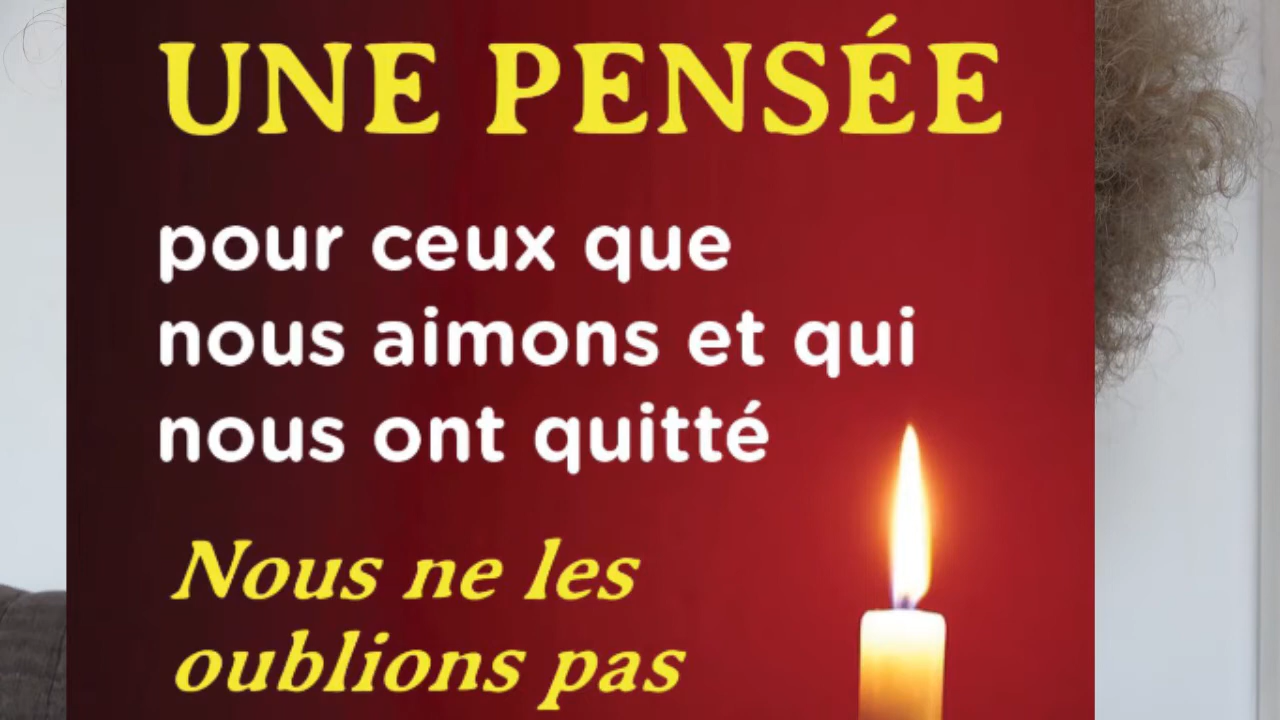 UNE PENSÉE
pour ceux que
nous aimons et qui
nous ont quitté
Nous ne les
oublions pas